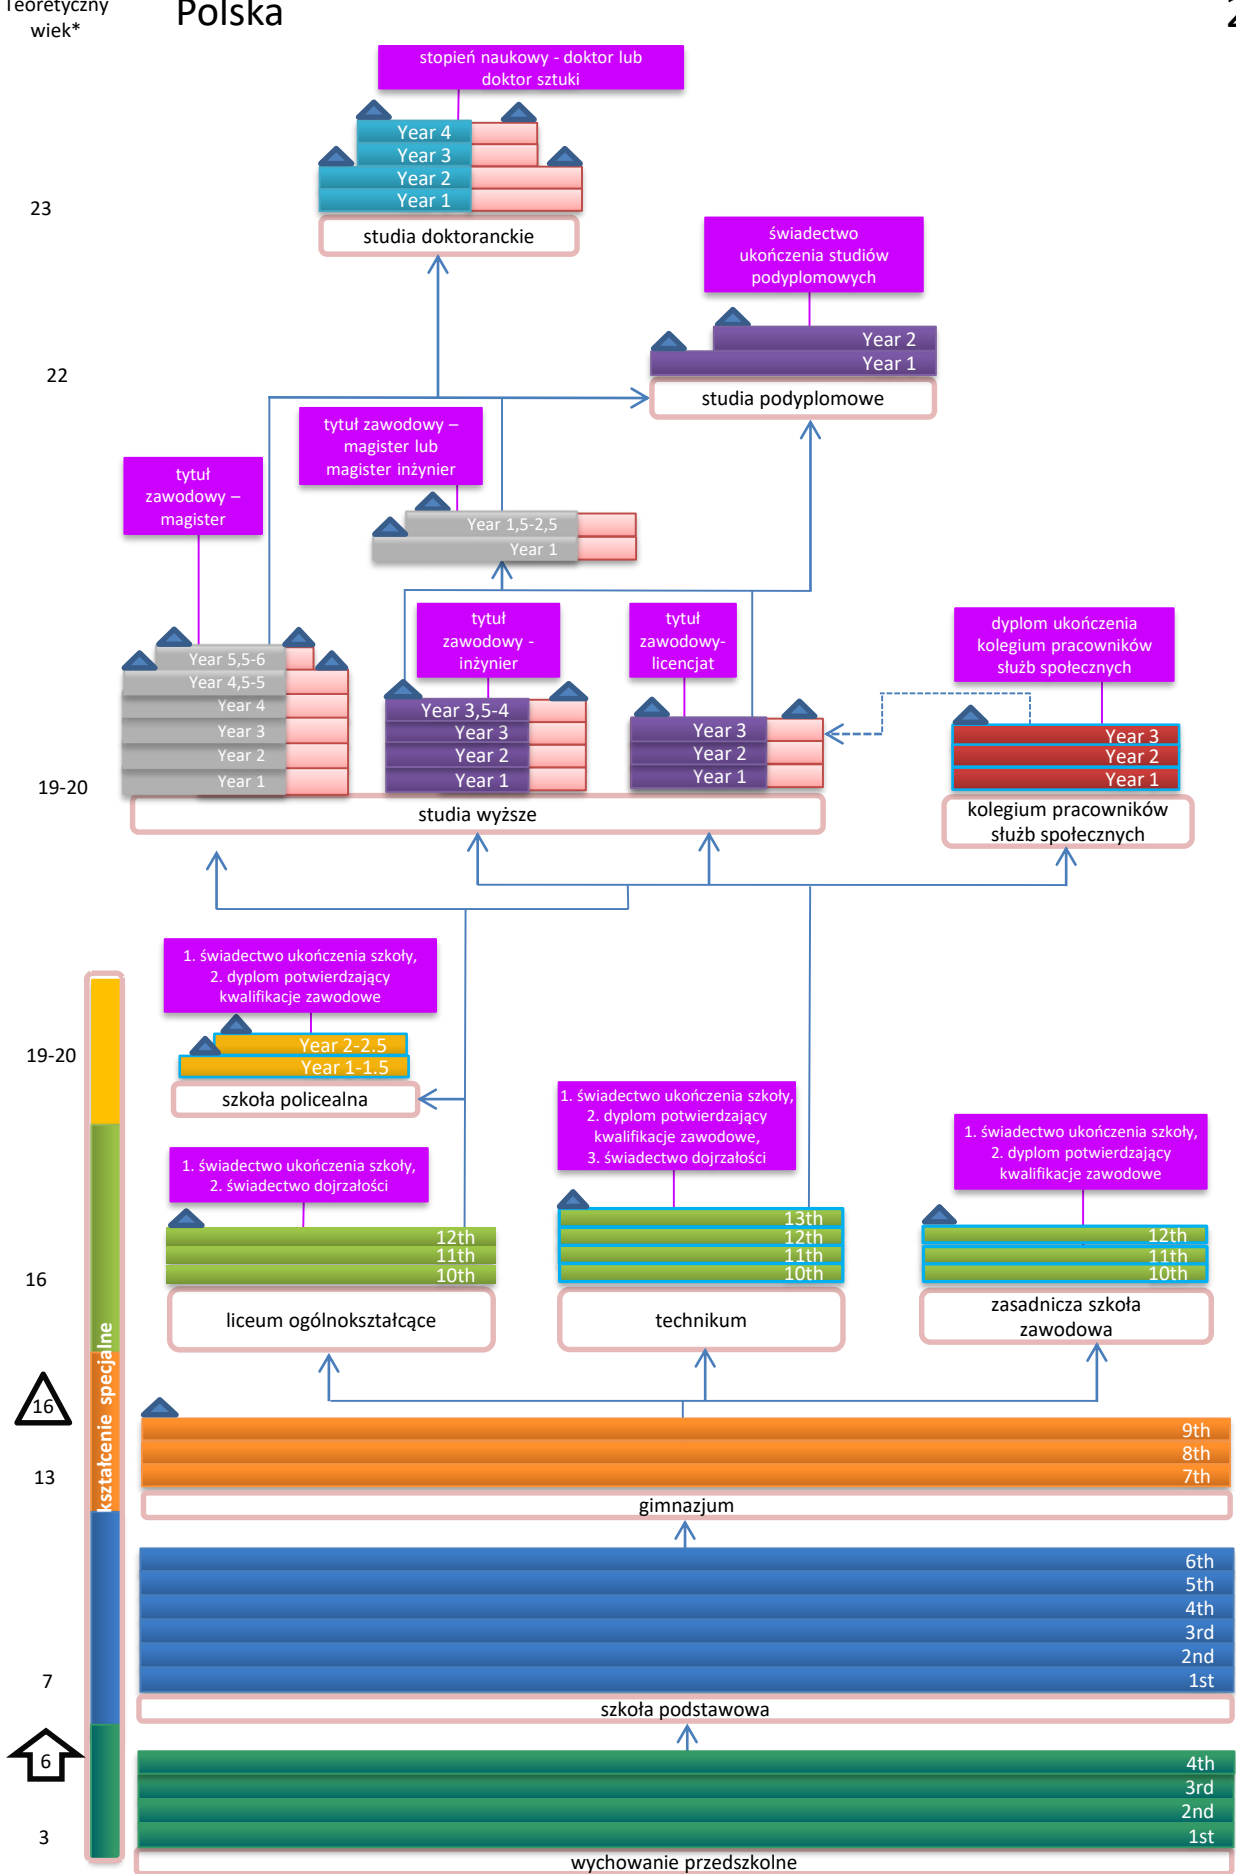 Teoretyczny
wiek*
Polska
stopień naukowy - doktor lub
doktor sztuki
Year 4
Year 3
Year 2
Year 1
23
studia doktoranckie
świadectwo
ukończenia studiów
podyplomowych
Year 2
Year 1
22
studia podyplomowe
tytuł zawodowy –
magister lub
magister inżynier
tytuł
zawodowy –
magister
Year 1,5-2,5
Year 1
tytuł
zawodowy -
inżynier
tytuł
zawodowy-
licencjat
dyplom ukończenia
kolegium pracowników
służb społecznych
Year 5,5-6
Year 4,5-5
Year 4
Year 3
Year 2
Year 1
Year 3,5-4
Year 3
Year 2
Year 1
Year 3
Year 2
Year 1
Year 3
Year 2
Year 1
19-20
studia wyższe
kolegium pracowników
służb społecznych
1. świadectwo ukończenia szkoły,
2. dyplom potwierdzający
kwalifikacje zawodowe
Year 2-2.5
Year 1-1.5
19-20
szkoła policealna
1. świadectwo ukończenia szkoły,
2. dyplom potwierdzający
kwalifikacje zawodowe,
3. świadectwo dojrzałości
1. świadectwo ukończenia szkoły,
2. dyplom potwierdzający
kwalifikacje zawodowe
1. świadectwo ukończenia szkoły,
2. świadectwo dojrzałości
12th
11th
10th
13th
12th
11th
10th
12th
11th
10th
16
liceum ogólnokształcące
technikum
zasadnicza szkoła
zawodowa
kształcenie specjalne
16
9th
8th
7th
13
gimnazjum
6th
5th
4th
3rd
2nd
1st
7
szkoła podstawowa
6
4th
3rd
2nd
1st
3
wychowanie przedszkolne